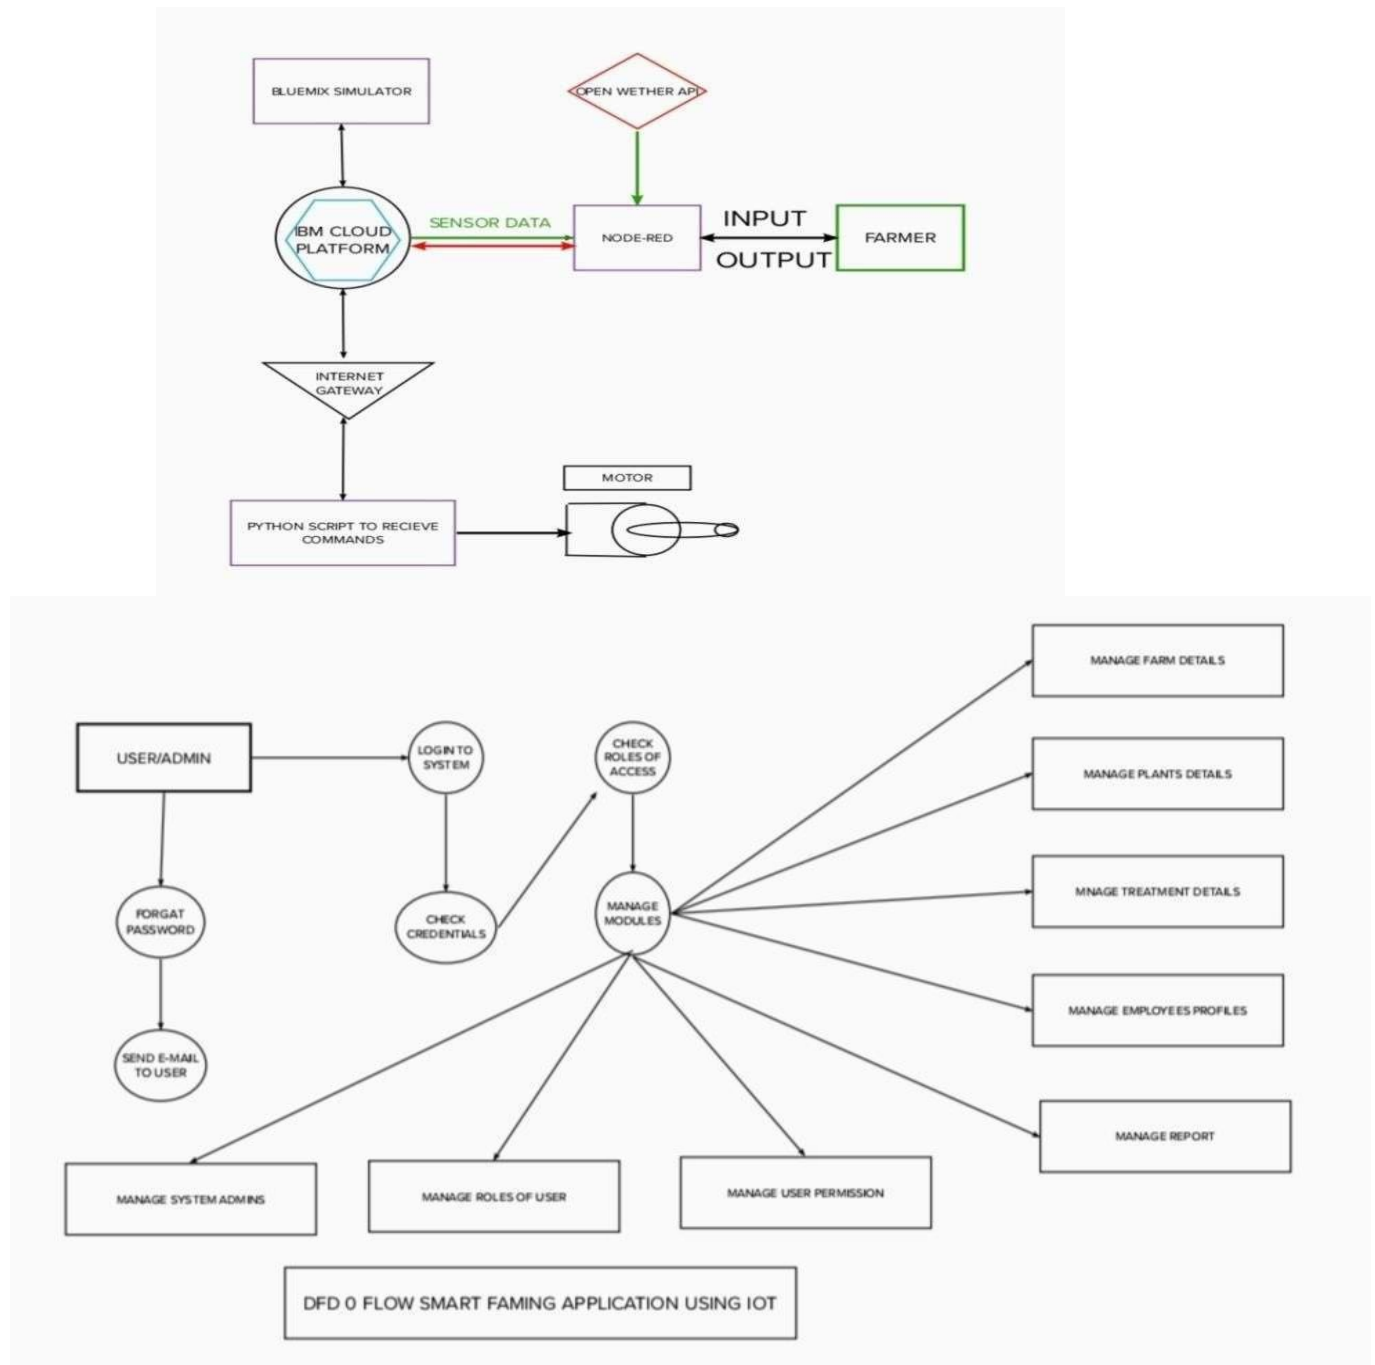 BLUEMIX SIMULATOR
OPEN WETHER API
IBM CLOUD
PLATFORM
SENSOR DATA
NODE-RED
INPUT
OUTPUT
FARMER
INTERNET
GATEWAY
MOTOR
PYTHON SCRIPT TO RECIEVE
COMMANDS
MANAGE FARM DETAILS
USER/ADMIN
LOGIN TO
SYSTEM
CHECK
ROLES OF
ACCESS
MANAGE PLANTS DETAILS
MNAGE TREATMENT DETAILS
FORGAT
PASSWORD
CHECK
CREDENTIALS
MANAGE
MODULES
MANAGE EMPLOYEES PROFILES
SEND E-MAIL
TO USER
MANAGE REPORT
MANAGE SYSTEM ADMINS
MANAGE ROLES OF USER
MANAGE USER PERMISSION
DFD 0 FLOW SMART FAMING APPLICATION USING IOT